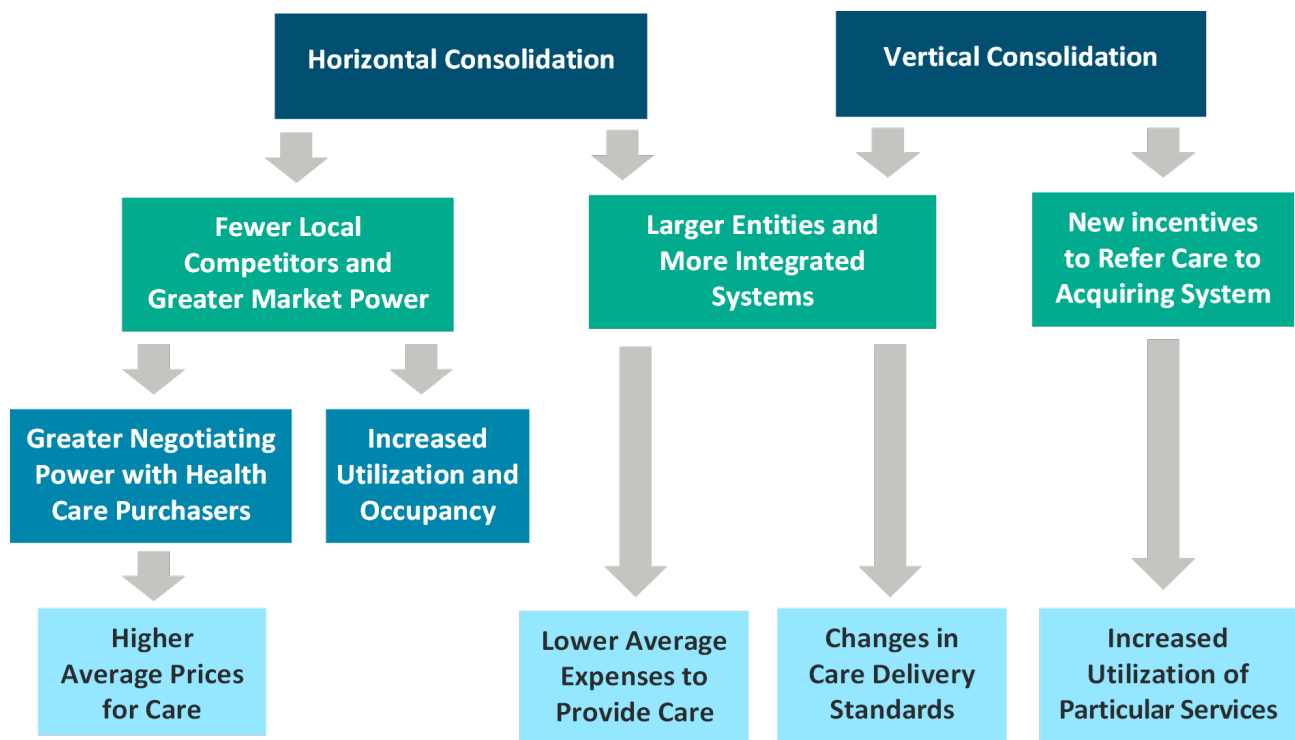 Horizontal Consolidation
Vertical Consolidation
Fewer Local
Competitors and
Greater Market Power
Larger Entities and
More Integrated
Systems
New incentives
to Refer Care to
Acquiring System
Greater Negotiating
Power with Health
Care Purchasers
Increased
Utilization and
Occupancy
Higher
Average Prices
for Care
Lower Average
Expenses to
Provide Care
Changes in
Care Delivery
Standards
Increased
Utilization of
Particular Services